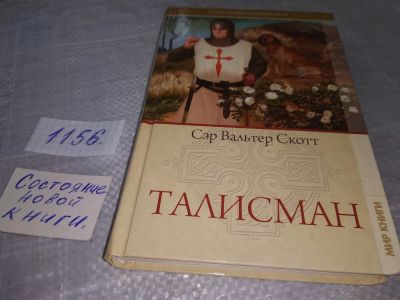 Сэр Вальтер Скотт
ТАЛИСМАН
МИР КНИГИ
1156.
Состояние
новой
книги.